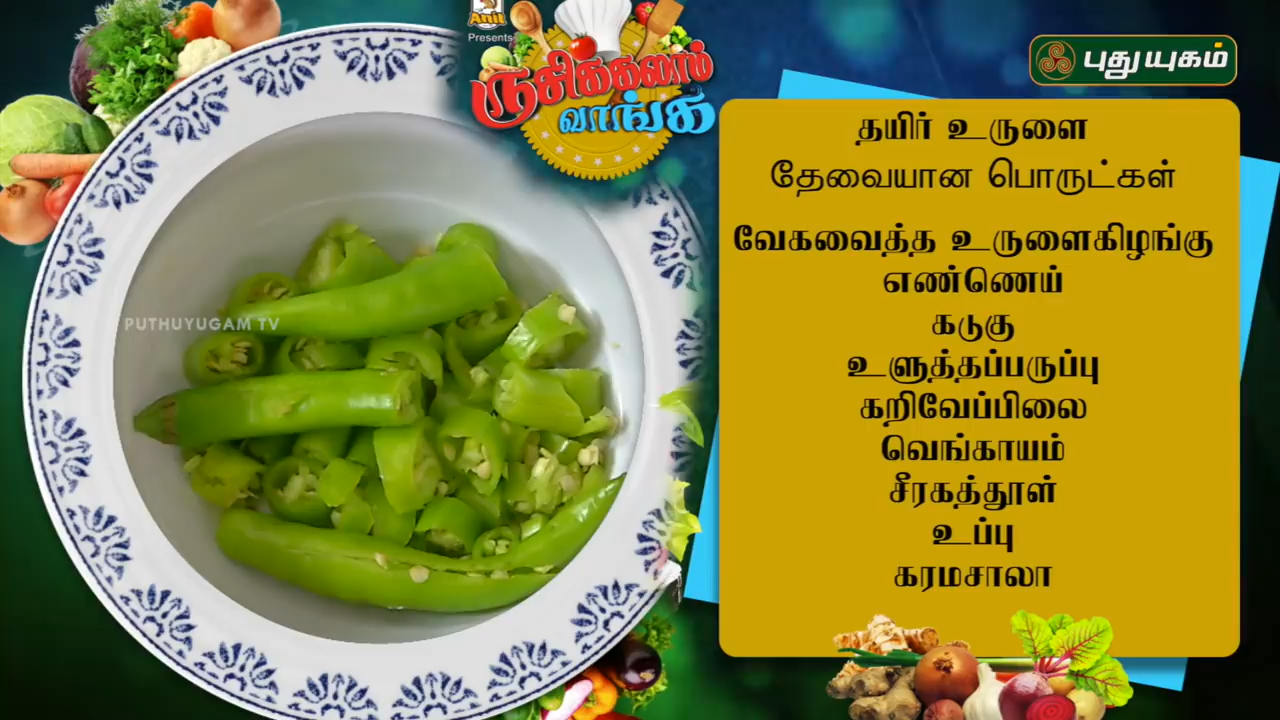 Anil
Presents
ருசிக்கலாம்
வாங்க
புதுயுகம்
தயிர் உருளை
தேவையான பொருட்கள்
வேகவைத்த உருளைகிழங்கு
எண்ணெய்
கடுகு
உளுத்தப்பருப்பு
கறிவேப்பிலை
வெங்காயம்
சீரகத்தூள்
உப்பு
கரமசாலா
PUTHUYUGAM TV